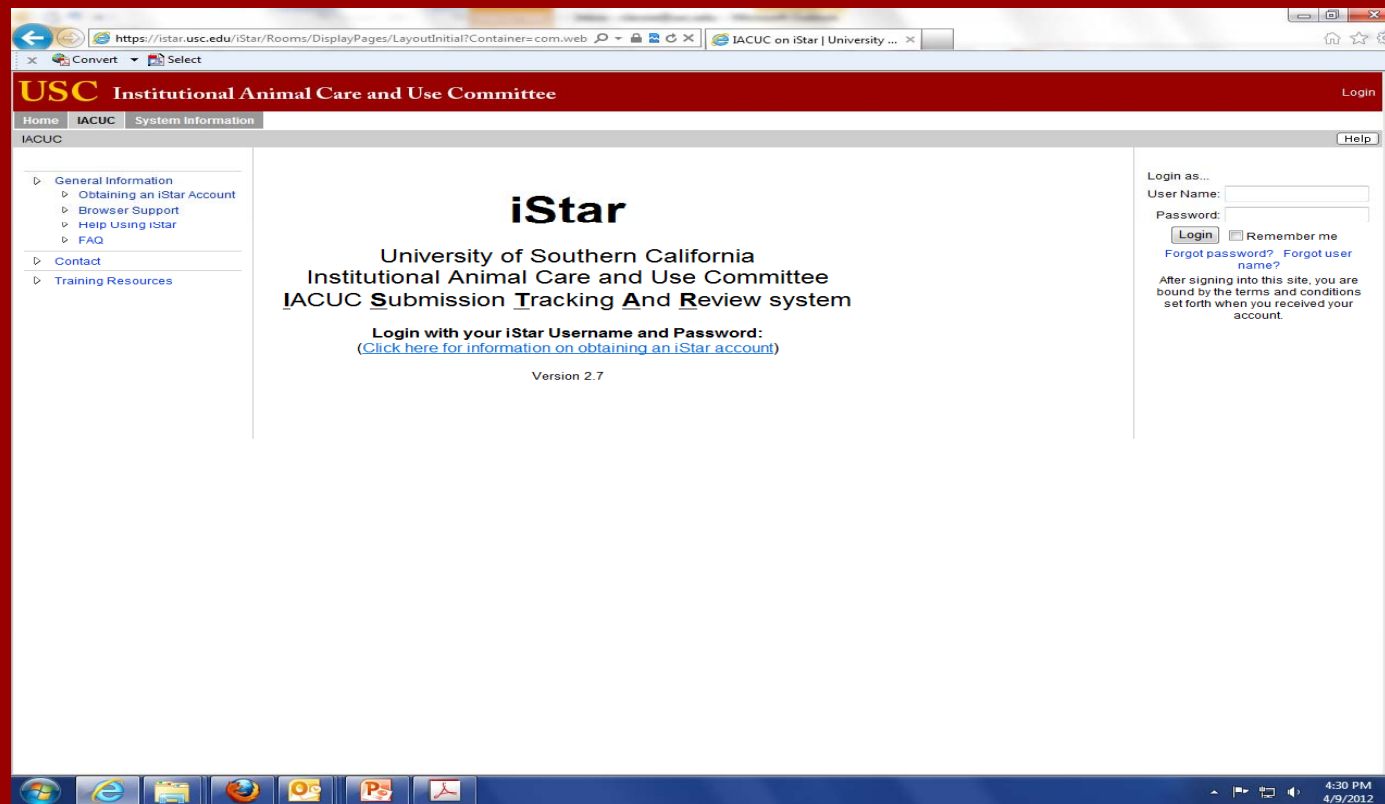 https://istar.usc.edu/iStar/Rooms/DisplayPages/LayoutInitial?Container=com.web
IACUC on iStar | University ...
x Convert Select
USC Institutional Animal Care and Use Committee
Login
Home IACUC System Information
IACUC
Help
General Information
Obtaining an iStar Account
Browser Support
Help Using iStar
FAQ
Contact
Training Resources
iStar
University of Southern California
Institutional Animal Care and Use Committee
IACUC Submission Tracking And Review system
Login with your iStar Username and Password:
(Click here for information on obtaining an iStar account)
Version 2.7
Login as...
User Name:
Password:
Login Remember me
Forgot password? Forgot user
name?
After signing into this site, you are
bound by the terms and conditions
set forth when you received your
account.
4:30 PM
4/9/2012